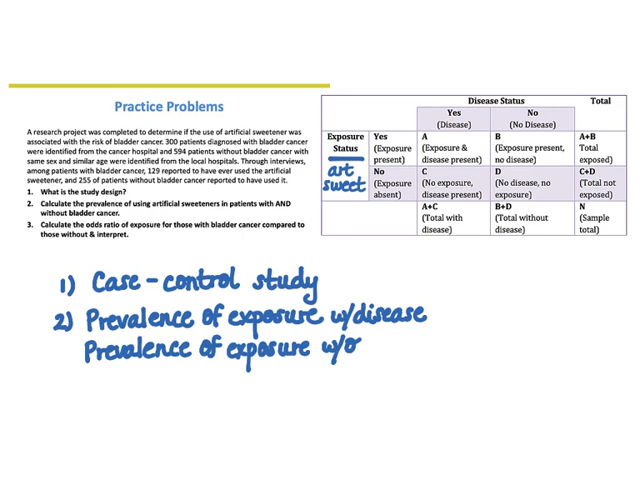 Practice Problems
A research project was completed to determine if the use of artificial sweetener was
associated with the risk of bladder cancer. 300 patients diagnosed with bladder cancer
were identified from the cancer hospital and 594 patients without bladder cancer with
same sex and similar age were identified from the local hospitals. Through interviews,
among patients with bladder cancer, 129 reported to have ever used the artificial
sweetener, and 255 of patients without bladder cancer reported to have used it.
1. What is the study design?
2. Calculate the prevalence of using artificial sweeteners in patients with AND
without bladder cancer.
3. Calculate the odds ratio of exposure for those with bladder cancer compared to
those without & interpret.
Disease Status Total
Yes No
(Disease) (No Disease)
Exposure Yes A B A+B
Status (Exposure (Exposure & (Exposure present, Total
present) disease present) no disease) exposed)
art No C D C+D
sweet (Exposure (No exposure, (No disease, no (Total not
absent) disease present) exposure) exposed)
A+C B+D N
(Total with (Total without (Sample
disease) disease) total)
1) Case-control study
2) Prevalence of exposure w/disease
Prevalence of exposure w/o